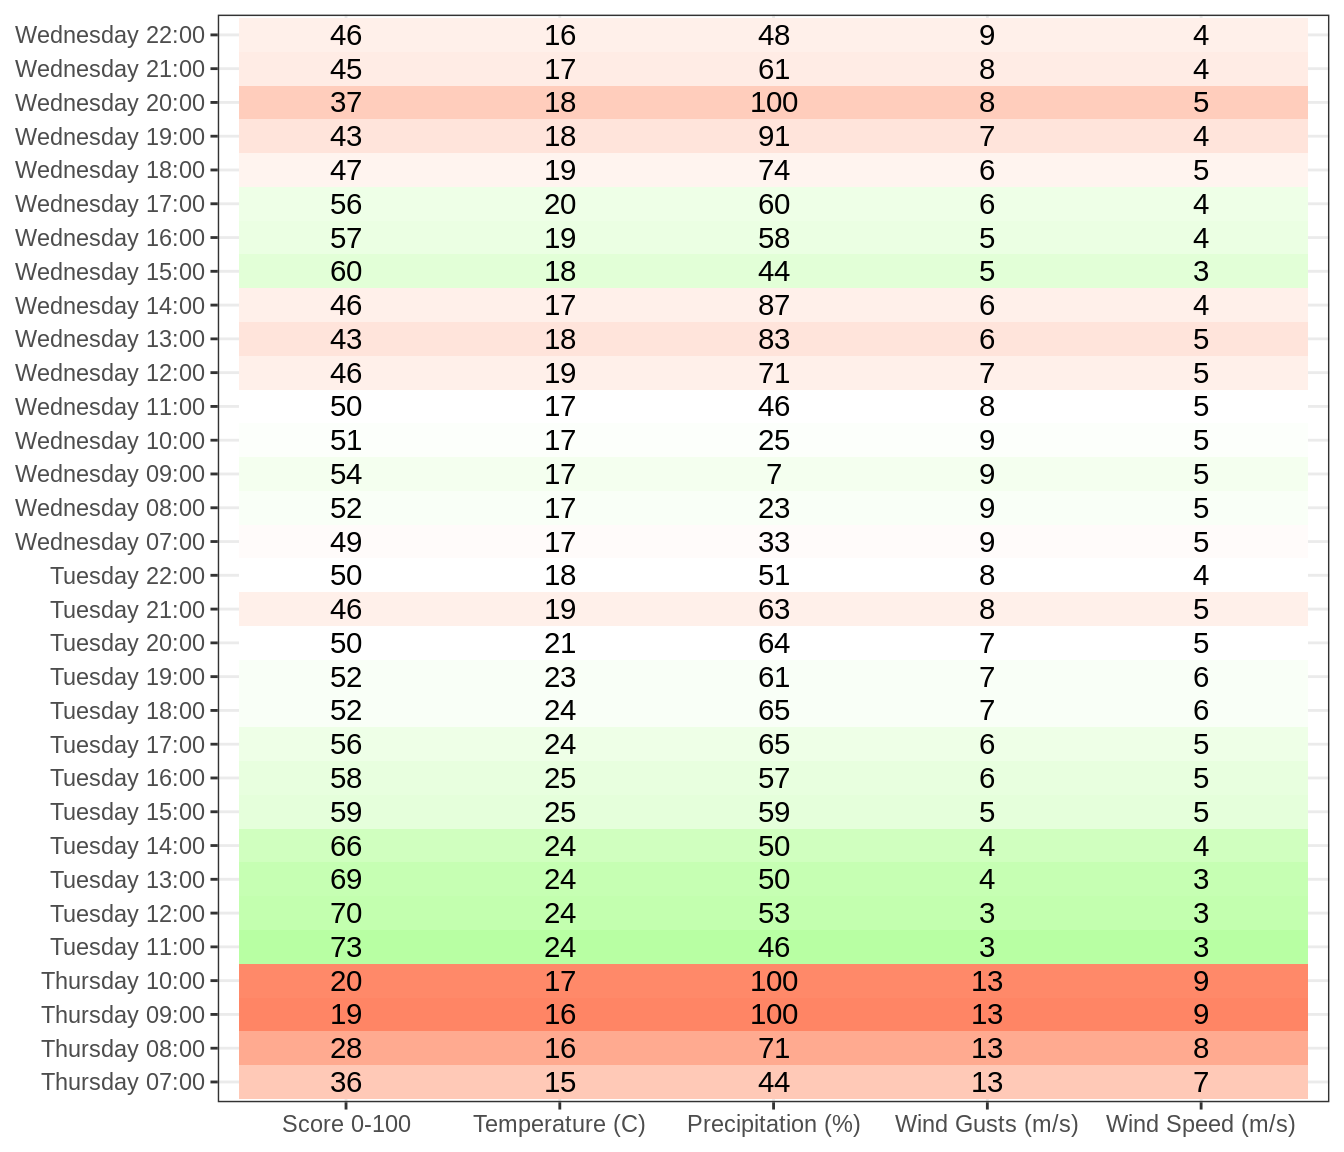 Wednesday 22:00 46 16 48 9 4
Wednesday 21:00 45 17 61 8 4
Wednesday 20:00 37 18 100 8 5
Wednesday 19:00 43 18 91 7 4
Wednesday 18:00 47 19 74 6 5
Wednesday 17:00 56 20 60 6 4
Wednesday 16:00 57 19 58 5 4
Wednesday 15:00 60 18 44 5 3
Wednesday 14:00 46 17 87 6 4
Wednesday 13:00 43 18 83 6 5
Wednesday 12:00 46 19 71 7 5
Wednesday 11:00 50 17 46 8 5
Wednesday 10:00 51 17 25 9 5
Wednesday 09:00 54 17 7 9 5
Wednesday 08:00 52 17 23 9 5
Wednesday 07:00 49 17 33 9 5
Tuesday 22:00 50 18 51 8 4
Tuesday 21:00 46 19 63 8 5
Tuesday 20:00 50 21 64 7 5
Tuesday 19:00 52 23 61 7 6
Tuesday 18:00 52 24 65 7 6
Tuesday 17:00 56 24 65 6 5
Tuesday 16:00 58 25 57 6 5
Tuesday 15:00 59 25 59 5 5
Tuesday 14:00 66 24 50 4 4
Tuesday 13:00 69 24 50 4 3
Tuesday 12:00 70 24 53 3 3
Tuesday 11:00 73 24 46 3 3
Thursday 10:00 20 17 100 13 9
Thursday 09:00 19 16 100 13 9
Thursday 08:00 28 16 71 13 8
Thursday 07:00 36 15 44 13 7
Score 0-100 Temperature (C) Precipitation (%) Wind Gusts (m/s) Wind Speed (m/s)